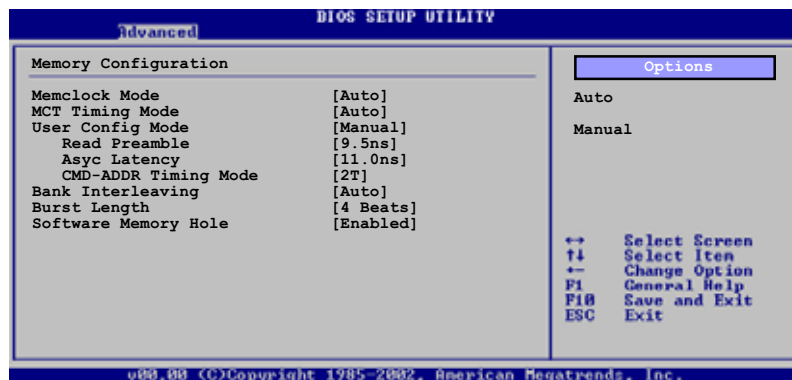 BIOS SETUP UTILITY
Advanced
Memory Configuration
Memclock Mode [Auto]
MCT Timing Mode [Auto]
User Config Mode [Manual]
Read Preamble [9.5ns]
Asyc Latency [11.0ns]
CMD-ADDR Timing Mode [2T]
Bank Interleaving [Auto]
Burst Length [4 Beats]
Software Memory Hole [Enabled]
Options
Auto
Manual
↔ Select Screen
↑↓ Select Item
+- Change Option
F1 General Help
F10 Save and Exit
ESC Exit
v00.00 (C)Copyright 1985-2002, American Megatrends, Inc.